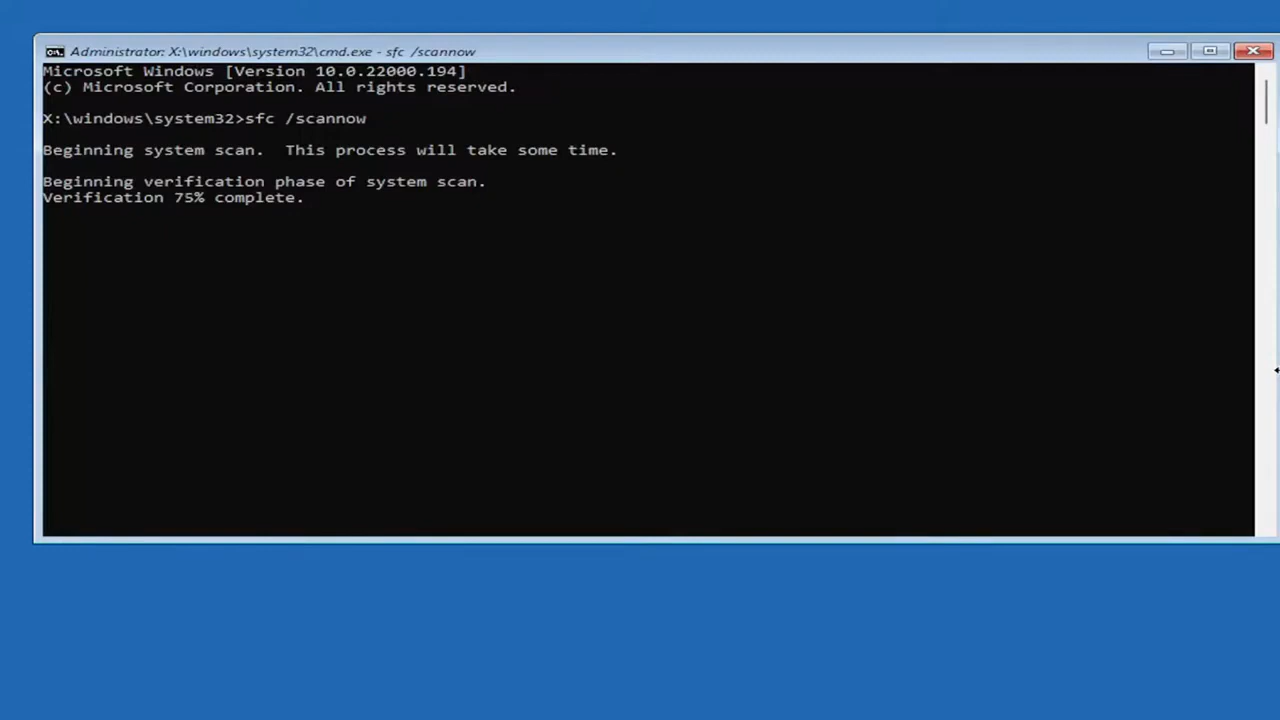 Administrator: X:\windows\system32\cmd.exe - sfc /scannow
Microsoft Windows [Version 10.0.22000.194]
(c) Microsoft Corporation. All rights reserved.
X:\windows\system32>sfc /scannow
Beginning system scan.  This process will take some time.
Beginning verification phase of system scan.
Verification 75% complete.